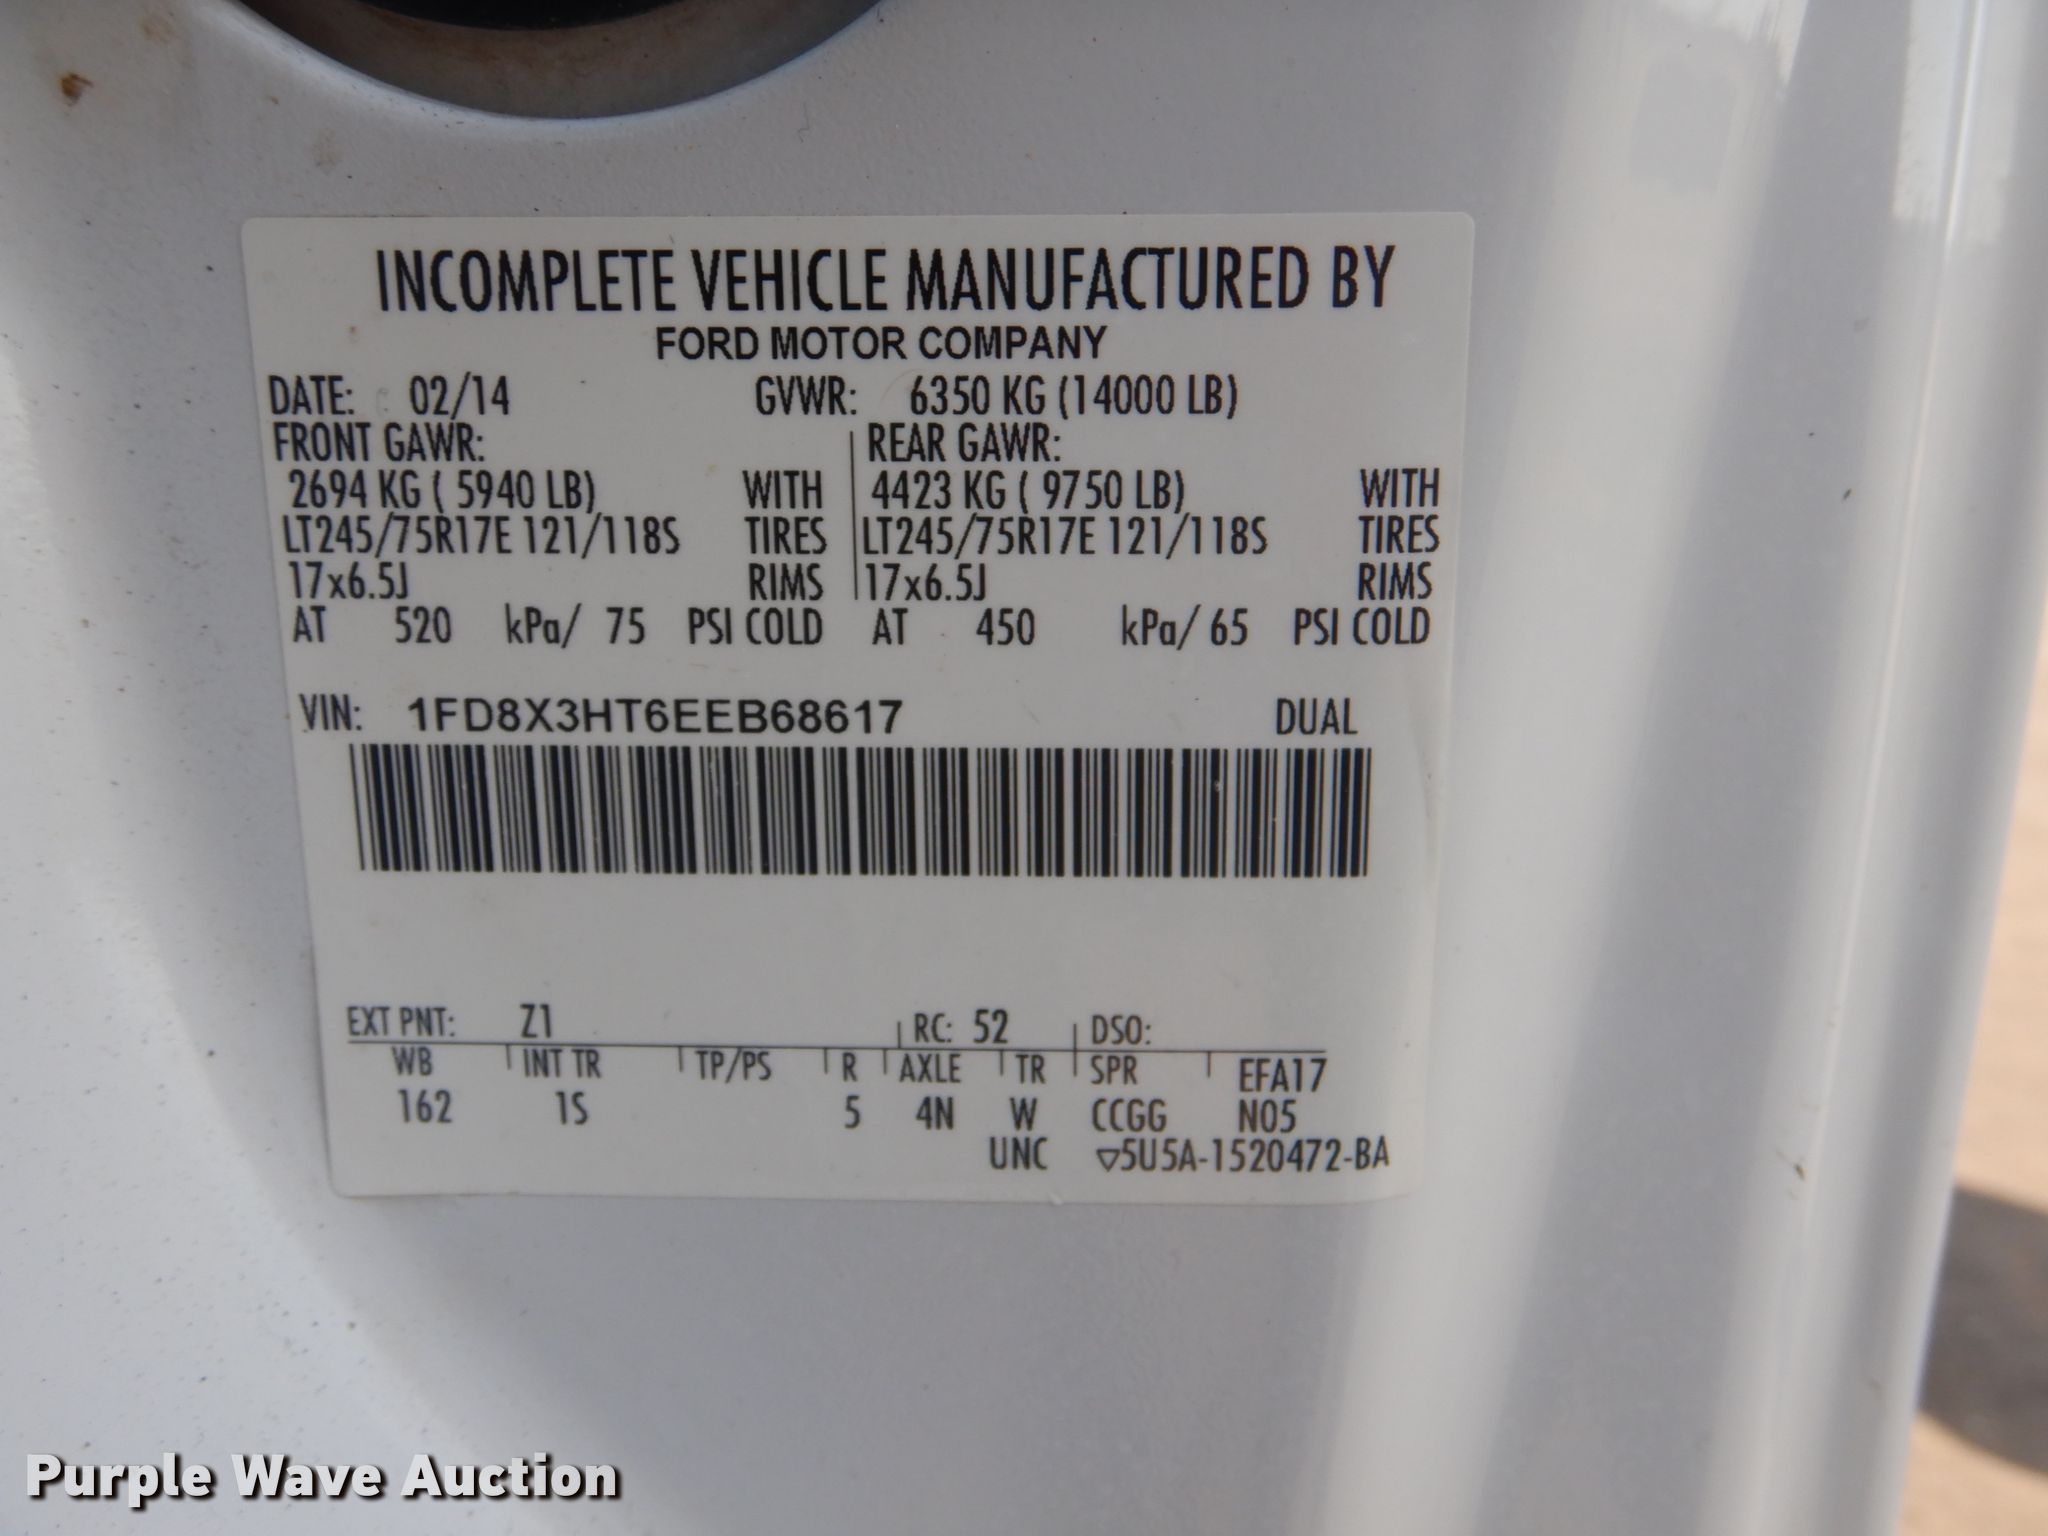 INCOMPLETE VEHICLE MANUFACTURED BY
FORD MOTOR COMPANY
DATE: 02/14 GVWR: 6350 KG (14000 LB)
FRONT GAWR: REAR GAWR:
2694 KG ( 5940 LB) WITH 4423 KG ( 9750 LB) WITH
LT245/75R17E 121/118S TIRES LT245/75R17E 121/118S TIRES
17x6.5J RIMS 17x6.5J RIMS
AT 520 kPa/ 75 PSI COLD AT 450 kPa/ 65 PSI COLD
VIN: 1FD8X3HT6EEB68617 DUAL
EXT PNT: Z1 RC: 52 DSO:
WB INT TR TP/PS R AXLE TR SPR EFA17
162 1S 5 4N W CCGG N05
UNC ▽5U5A-1520472-BA
Purple Wave Auction